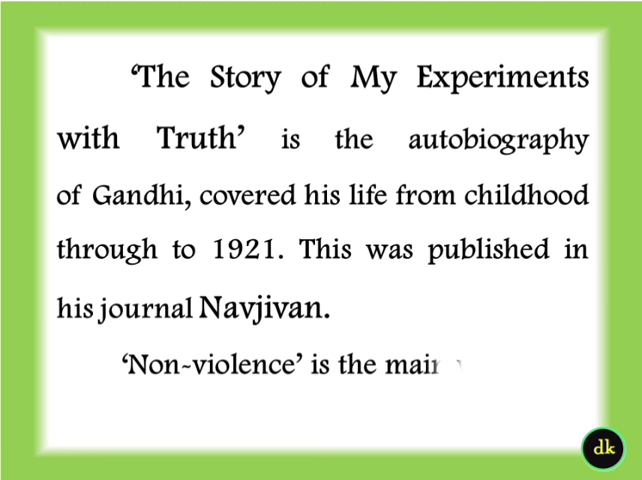 ‘The Story of My Experiments
with Truth’ is the autobiography
of Gandhi, covered his life from childhood
through to 1921. This was published in
his journal Navjivan.
‘Non-violence’ is the
dk